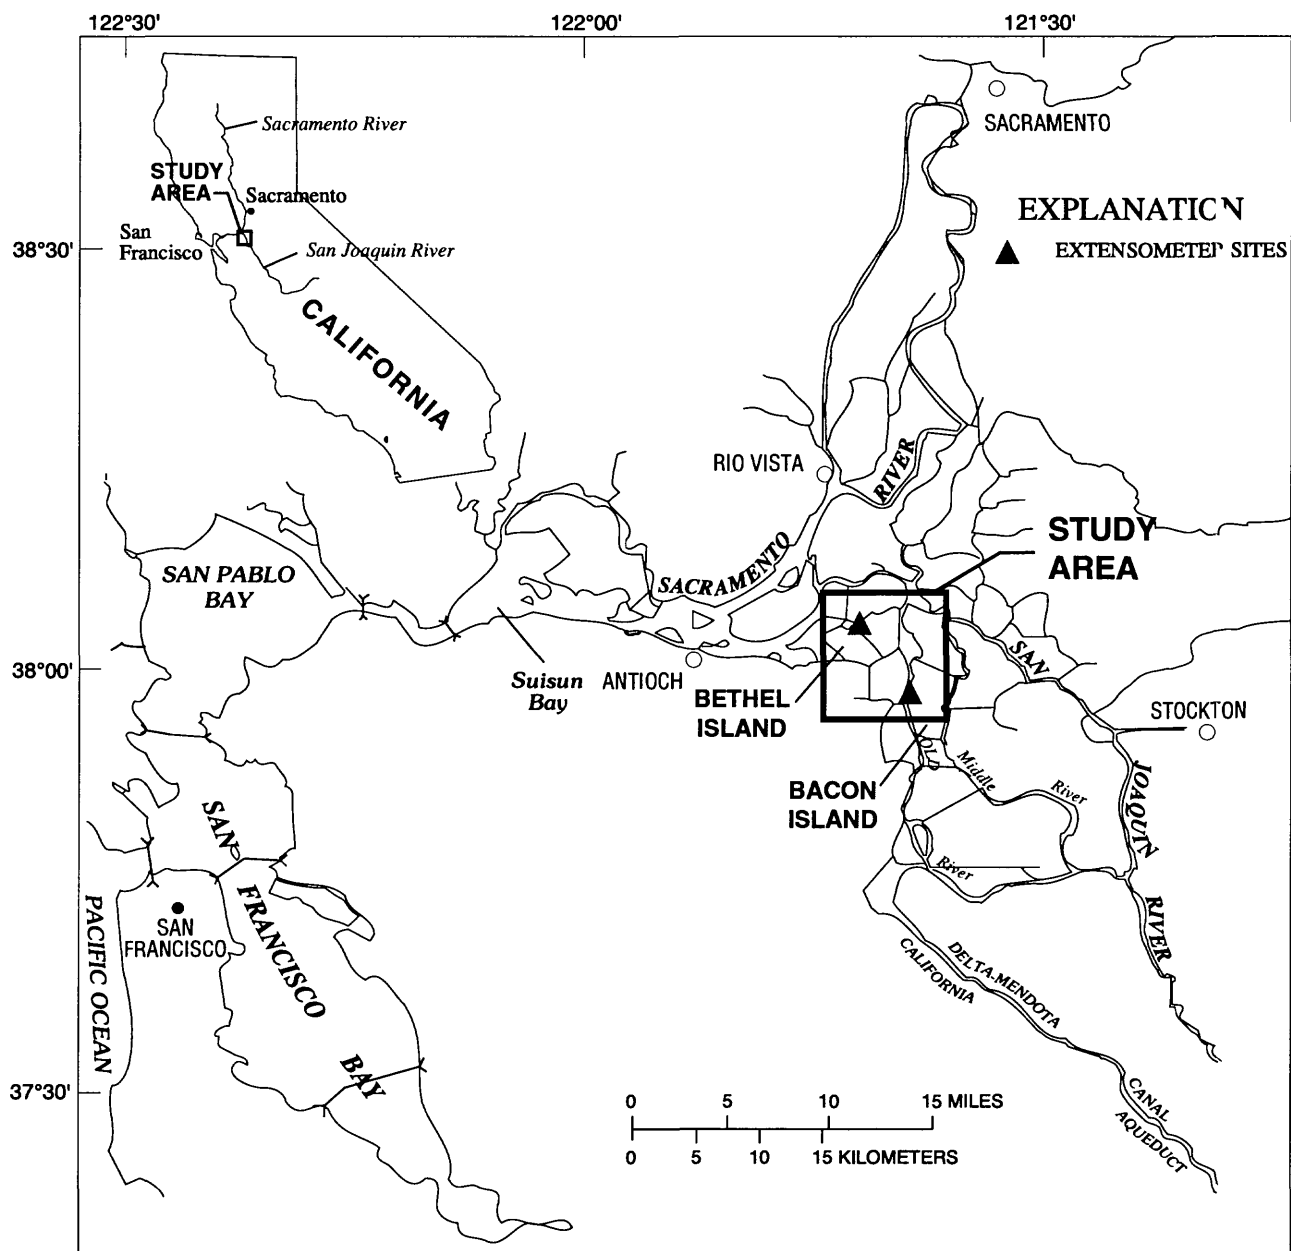 122°30'
122°00'
121°30'
Sacramento River
STUDY
AREA
Sacramento
San
Francisco
San Joaquin River
CALIFORNIA
38°30'
38°00'
37°30'
SACRAMENTO
EXPLANATION
EXTENSOMETER SITES
RIO VISTA
SACRAMENTO
RIVER
STUDY
AREA
SAN PABLO
BAY
Suisun
Bay
ANTIOCH
BETHEL
ISLAND
BACON
ISLAND
SAN
JOAQUIN
RIVER
STOCKTON
OLD
River
Middle
River
SAN
FRANCISCO
BAY
SAN
FRANCISCO
PACIFIC OCEAN
DELTA-MENDOTA
CANAL
CALIFORNIA
AQUEDUCT
0 5 10 15 MILES
0 5 10 15 KILOMETERS